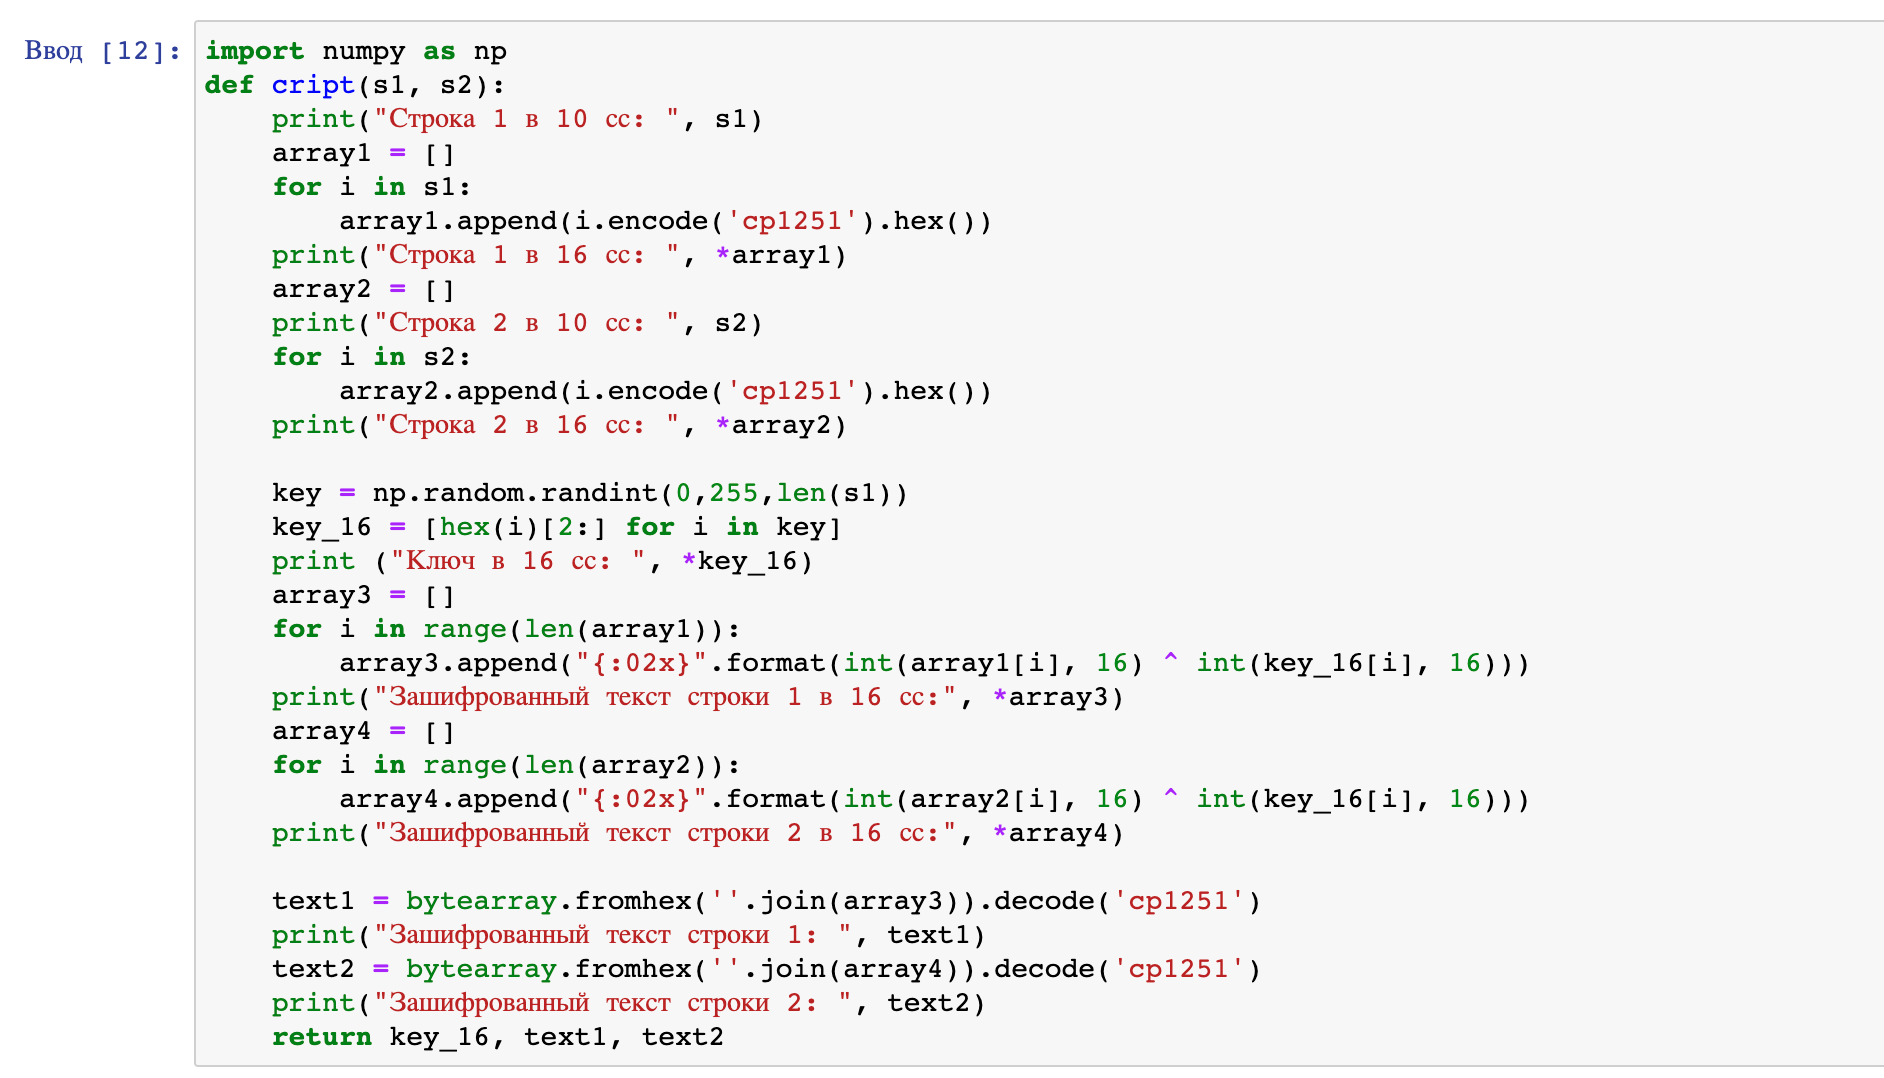 Ввод [12]:
import numpy as np
def cript(s1, s2):
    print("Строка 1 в 10 сс: ", s1)
    array1 = []
    for i in s1:
        array1.append(i.encode('cp1251').hex())
    print("Строка 1 в 16 сс: ", *array1)
    array2 = []
    print("Строка 2 в 10 сс: ", s2)
    for i in s2:
        array2.append(i.encode('cp1251').hex())
    print("Строка 2 в 16 сс: ", *array2)

    key = np.random.randint(0,255,len(s1))
    key_16 = [hex(i)[2:] for i in key]
    print ("Ключ в 16 сс: ", *key_16)
    array3 = []
    for i in range(len(array1)):
        array3.append("{:02x}".format(int(array1[i], 16) ^ int(key_16[i], 16)))
    print("Зашифрованный текст строки 1 в 16 сс:", *array3)
    array4 = []
    for i in range(len(array2)):
        array4.append("{:02x}".format(int(array2[i], 16) ^ int(key_16[i], 16)))
    print("Зашифрованный текст строки 2 в 16 сс:", *array4)

    text1 = bytearray.fromhex(''.join(array3)).decode('cp1251')
    print("Зашифрованный текст строки 1: ", text1)
    text2 = bytearray.fromhex(''.join(array4)).decode('cp1251')
    print("Зашифрованный текст строки 2: ", text2)
    return key_16, text1, text2